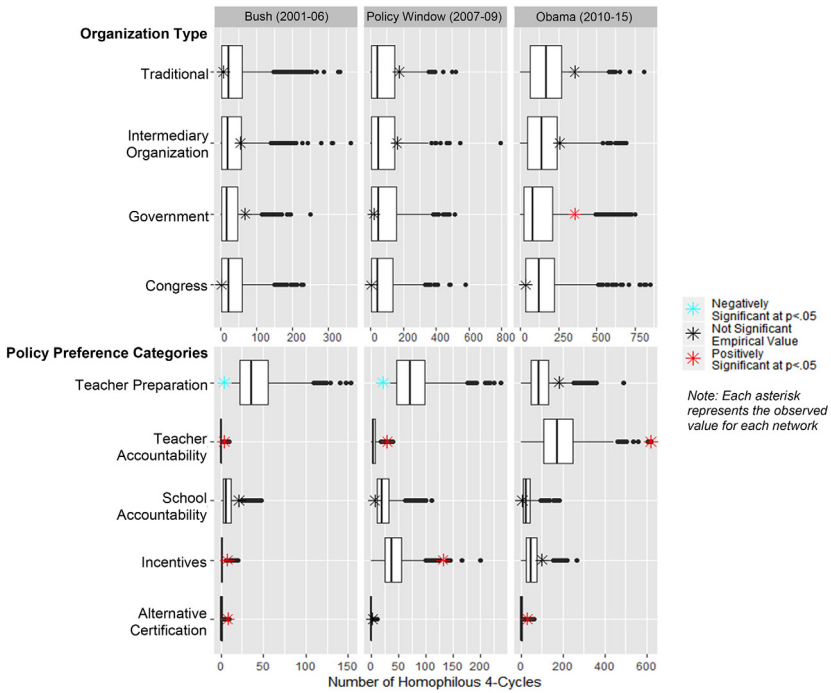 Bush (2001-06) Policy Window (2007-09) Obama (2010-15)
Organization Type
Traditional
Intermediary
Organization
Government
Congress
0 100 200 300 0 200 400 600 800 0 250 500 750
Policy Preference Categories
Teacher Preparation
Teacher
Accountability
School
Accountability
Incentives
Alternative
Certification
0 50 100 150 0 50 100 150 200 0 200 400 600
Number of Homophilous 4-Cycles
Negatively
Significant at p<.05
Not Significant
Empirical Value
Positively
Significant at p<.05
Note: Each asterisk
represents the observed
value for each network